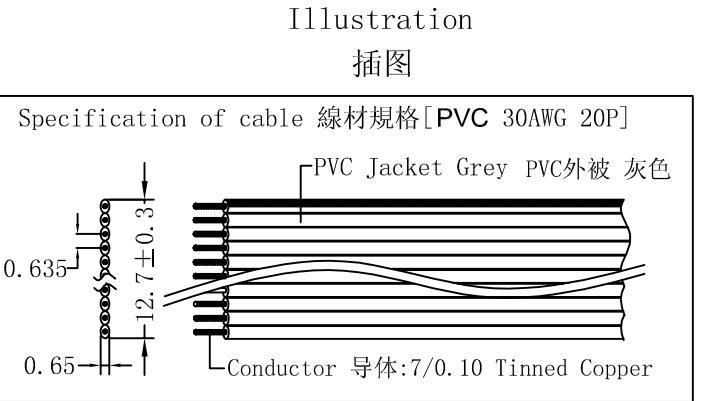 Illustration
插图
Specification of cable 線材規格[PVC 30AWG 20P]
PVC Jacket Grey PVC外被 灰色
12.7±0.3
0.635
0.65
Conductor 导体:7/0.10 Tinned Copper